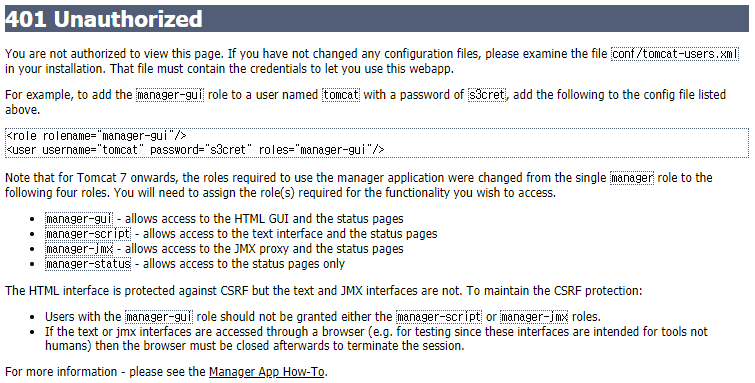 401 Unauthorized
You are not authorized to view this page. If you have not changed any configuration files, please examine the file conf/tomcat-users.xml
in your installation. That file must contain the credentials to let you use this webapp.
For example, to add the manager-gui role to a user named tomcat with a password of s3cret, add the following to the config file listed
above.
<role rolename="manager-gui"/>
<user username="tomcat" password="s3cret" roles="manager-gui"/>
Note that for Tomcat 7 onwards, the roles required to use the manager application were changed from the single manager role to the
following four roles. You will need to assign the role(s) required for the functionality you wish to access.
• manager-gui - allows access to the HTML GUI and the status pages
• manager-script - allows access to the text interface and the status pages
• manager-jmx - allows access to the JMX proxy and the status pages
• manager-status - allows access to the status pages only
The HTML interface is protected against CSRF but the text and JMX interfaces are not. To maintain the CSRF protection:
• Users with the manager-gui role should not be granted either the manager-script or manager-jmx roles.
• If the text or jmx interfaces are accessed through a browser (e.g. for testing since these interfaces are intended for tools not
humans) then the browser must be closed afterwards to terminate the session.
For more information - please see the Manager App How-To.